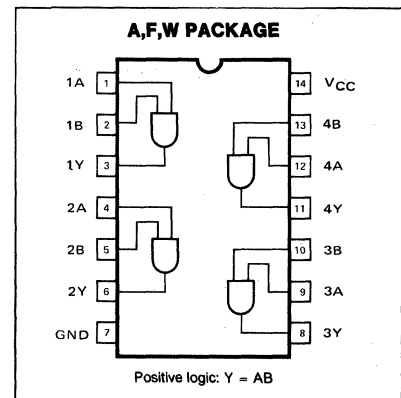 A,F,W PACKAGE
1A 1 14 VCC
1B 2 13 4B
1Y 3 12 4A
2A 4 11 4Y
2B 5 10 3B
2Y 6 9 3A
GND 7 8 3Y
Positive logic: Y = AB